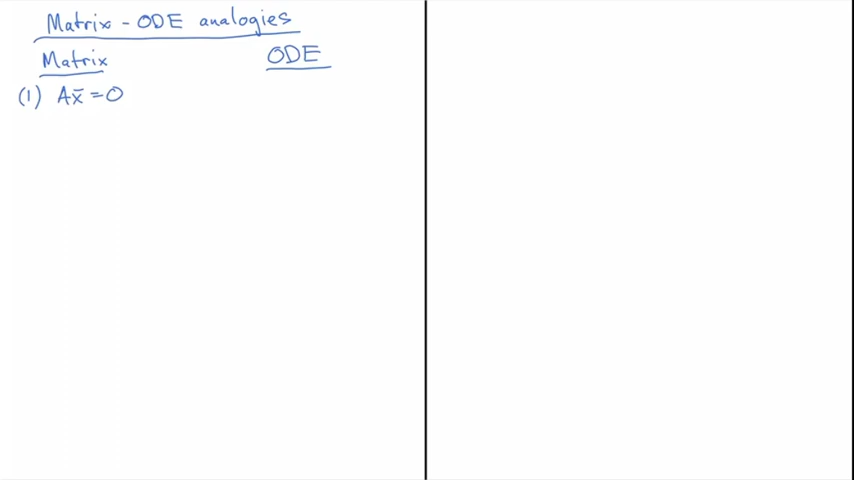 Matrix - ODE analogies
Matrix ODE
(1) Ax̄ = 0